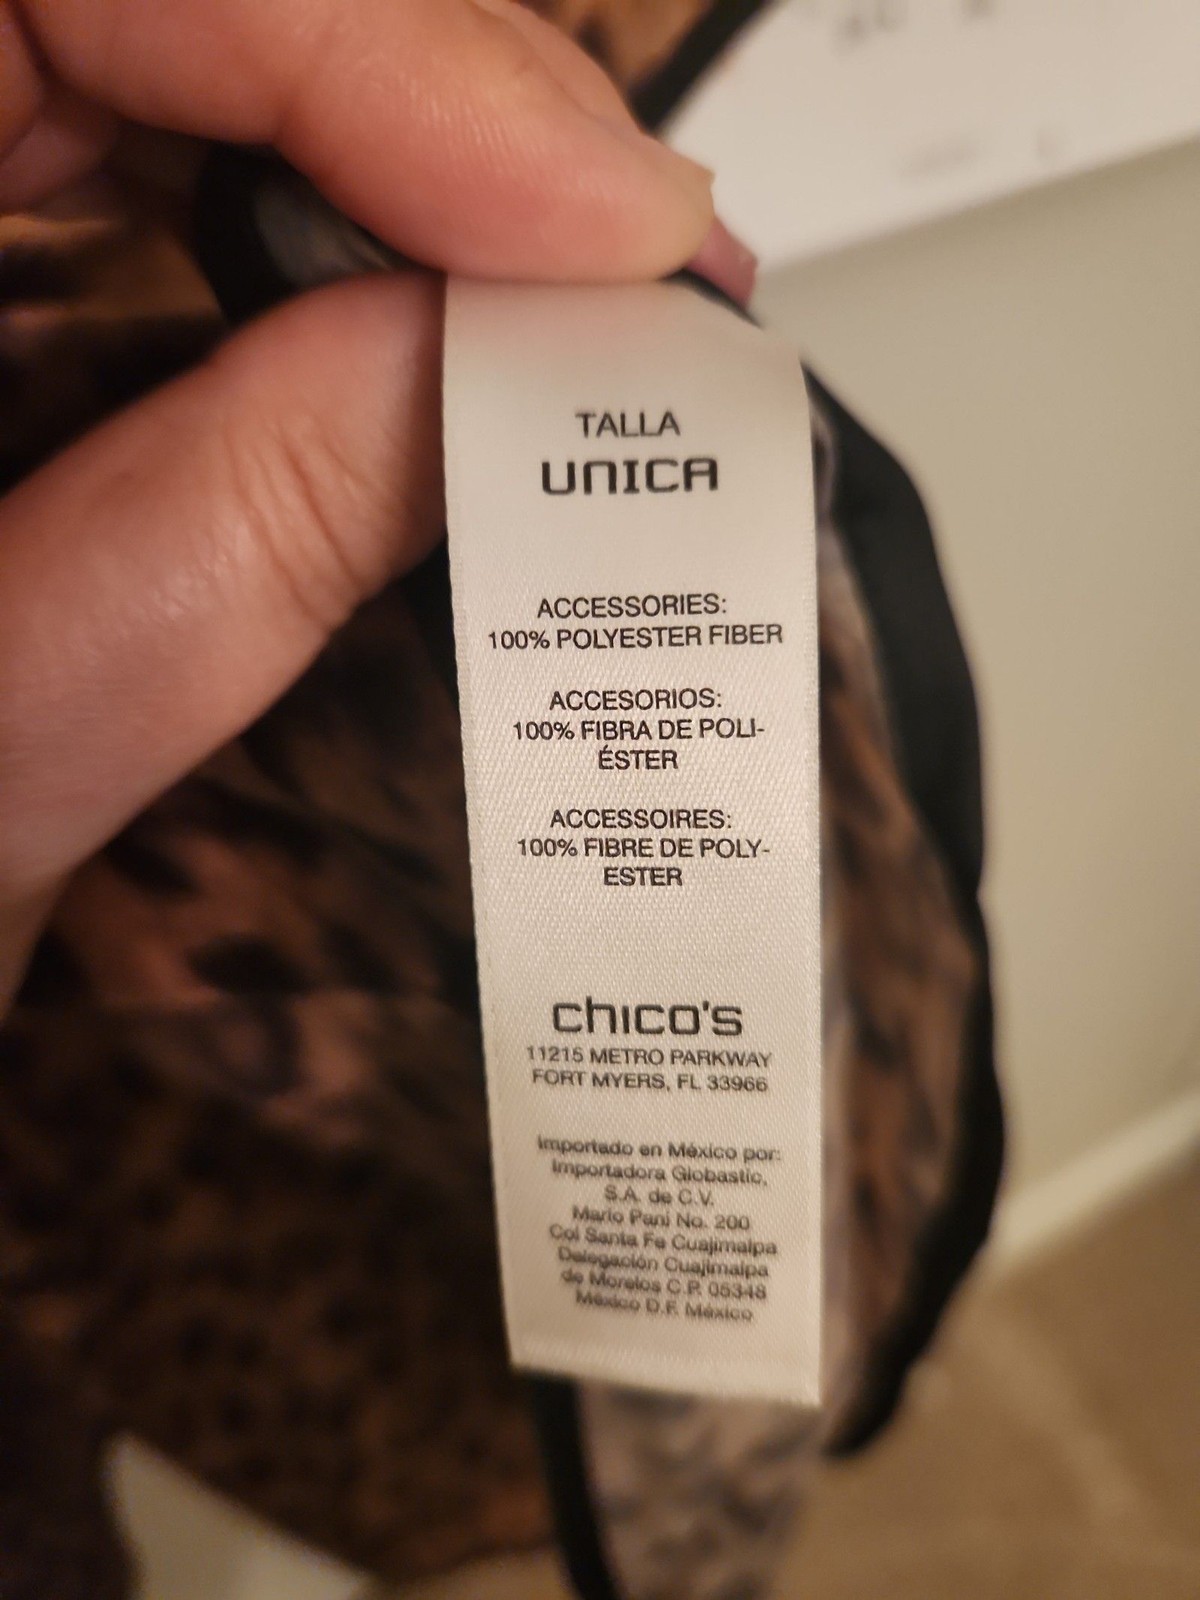 TALLA
UNICA
ACCESSORIES:
100% POLYESTER FIBER
ACCESORIOS:
100% FIBRA DE POLI-
ÉSTER
ACCESSOIRES:
100% FIBRE DE POLY-
ESTER
chico's
11215 METRO PARKWAY
FORT MYERS, FL 33966
Importado en México por:
Importadora Globastic,
S.A. de C.V.
Mario Pani No. 200
Col Santa Fe Cuajimalpa
Delegación Cuajimalpa
de Morelos C.P. 05348
México D.F. México